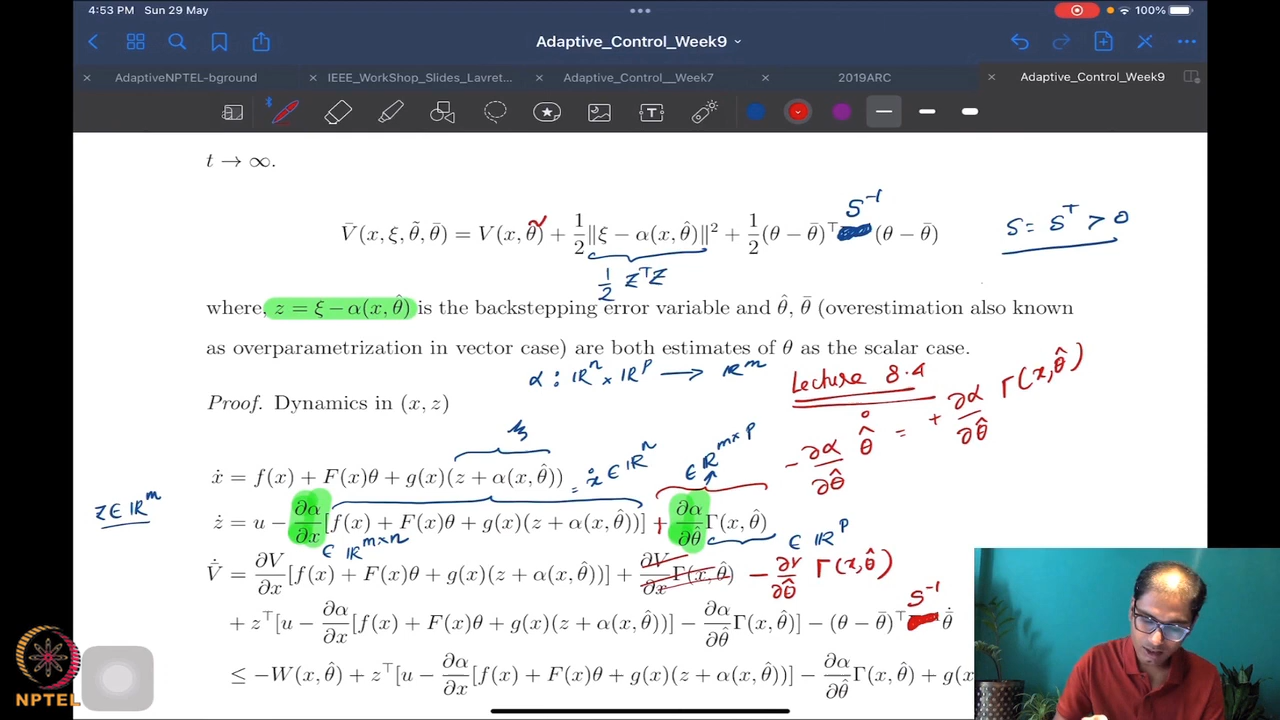 4:53 PM Sun 29 May
100%
Adaptive_Control_Week9
AdaptiveNPTEL-bground
IEEE_WorkShop_Slides_Lavret...
Adaptive_Control__Week7
2019ARC
Adaptive_Control_Week9
t → ∞.
S⁻¹
V̄(x, ξ, θ̃, θ̄) = V(x, θ̃) + 1/2 ||ξ − α(x, θ̂)||² + 1/2 (θ − θ̄)ᵀ (θ − θ̄)
S = Sᵀ > 0
1/2 zᵀz
where, z = ξ − α(x, θ̂) is the backstepping error variable and θ̂, θ̄ (overestimation also known
as overparametrization in vector case) are both estimates of θ as the scalar case.
α : ℝⁿ × ℝᵖ → ℝᵐ
Lecture 8.4
Proof. Dynamics in (x, z)
− ∂α/∂θ̂ θ̂̇ = + ∂α/∂θ̂ Γ(x, θ̂)
ξ
ẋ = f(x) + F(x)θ + g(x)(z + α(x, θ̂))
= ẋ ∈ ℝⁿ
∈ ℝᵐˣᵖ
z ∈ ℝᵐ
ż = u − ∂α/∂x [f(x) + F(x)θ + g(x)(z + α(x, θ̂))] + ∂α/∂θ̂ Γ(x, θ̂)
∈ ℝᵐˣⁿ
∈ ℝᵖ
V̄̇ = ∂V/∂x [f(x) + F(x)θ + g(x)(z + α(x, θ̂))] + ∂V/∂x Γ(x, θ̂) − ∂V/∂θ̂ Γ(x, θ̂)
S⁻¹
+ zᵀ[u − ∂α/∂x [f(x) + F(x)θ + g(x)(z + α(x, θ̂))] − ∂α/∂θ̂ Γ(x, θ̂)] − (θ − θ̄)ᵀ θ̄̇
≤ −W(x, θ̂) + zᵀ[u − ∂α/∂x [f(x) + F(x)θ + g(x)(z + α(x, θ̂))] − ∂α/∂θ̂ Γ(x, θ̂) + g(x
NPTEL